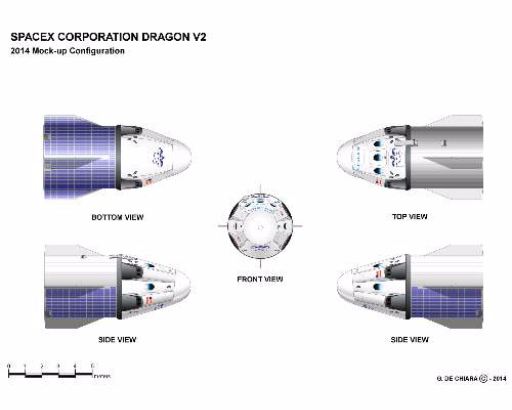 SPACEX CORPORATION DRAGON V2
2014 Mock-up Configuration
BOTTOM VIEW
TOP VIEW
FRONT VIEW
SIDE VIEW
SIDE VIEW
0 1 2 3 4 5
G. DE CHIARA © - 2014